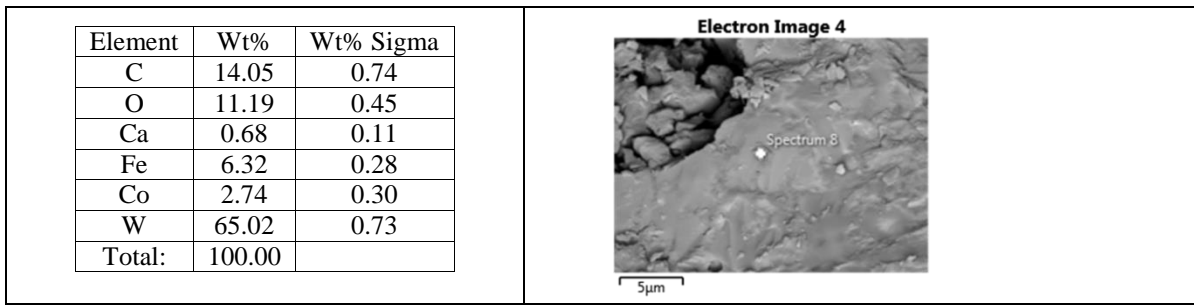 Element Wt% Wt% Sigma
C 14.05 0.74
O 11.19 0.45
Ca 0.68 0.11
Fe 6.32 0.28
Co 2.74 0.30
W 65.02 0.73
Total: 100.00
Electron Image 4
Spectrum 8
5µm